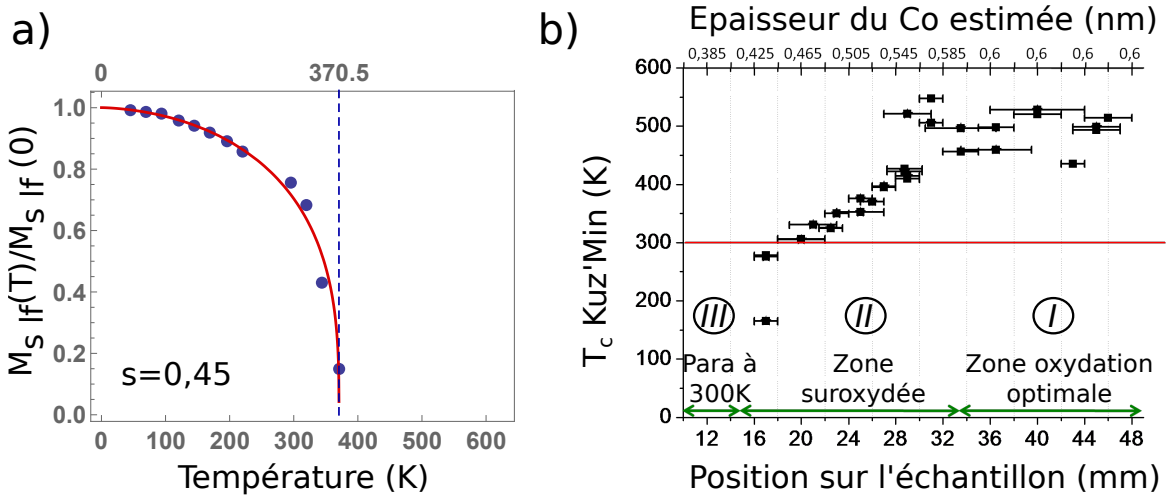 a)
0 370.5
1.0
0.8
0.6
0.4
0.2
0.0
M_S If(T)/M_S If(0)
s=0,45
0 100 200 300 400 500 600
Température (K)
b)
Epaisseur du Co estimée (nm)
0,385 0,425 0,465 0,505 0,545 0,585 0,6 0,6 0,6 0,6
600
500
400
300
200
100
0
T_c Kuz'Min (K)
III
II
I
Para à
300K
Zone
suroxydée
Zone oxydation
optimale
12 16 20 24 28 32 36 40 44 48
Position sur l'échantillon (mm)